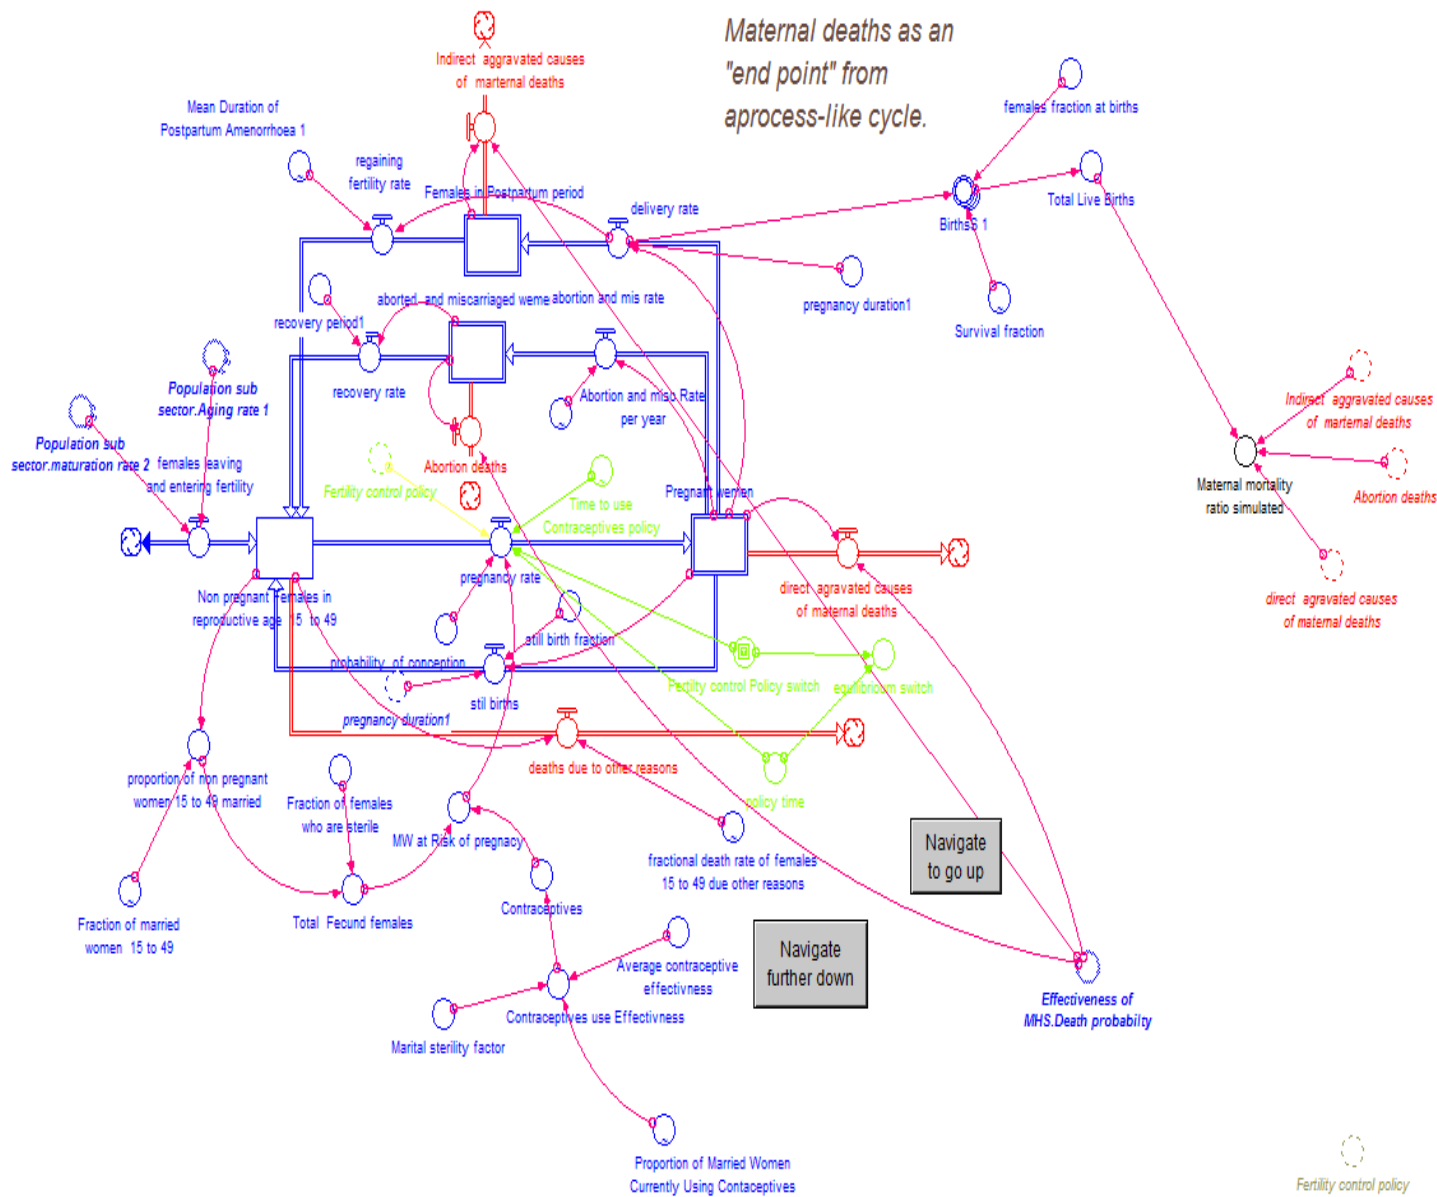 Maternal deaths as an
"end point" from
aprocess-like cycle.
Indirect aggravated causes
of marternal deaths
Mean Duration of
Postpartum Amenorrhoea 1
regaining
fertility rate
Females in Postpartum period
delivery rate
females fraction at births
BirthsS 1
Total Live Births
pregnancy duration1
Survival fraction
recovery period1
aborted and miscarriaged weme
abortion and mis rate
recovery rate
Abortion and misc Rate
per year
Population sub
sector.Aging rate 1
Population sub
sector.maturation rate 2
females leaving
and entering fertility
Abortion deaths
Fertility control policy
Time to use
Contraceptives policy
Pregnant women
Indirect aggravated causes
of marternal deaths
Maternal mortality
ratio simulated
Abortion deaths
direct agravated causes
of maternal deaths
pregnancy rate
direct agravated causes
of maternal deaths
Non pregnant Females in
reproductive age 15 to 49
still birth fraction
probability of conception
Fertilty control Policy switch
equilibrioum switch
stil births
pregnancy duration1
deaths due to other reasons
policy time
proportion of non pregnant
women 15 to 49 married
Fraction of females
who are sterile
MW at Risk of pregnacy
fractional death rate of females
15 to 49 due other reasons
Navigate
to go up
Fraction of married
women 15 to 49
Total Fecund females
Contraceptives
Navigate
further down
Average contraceptive
effectivness
Contraceptives use Effectivness
Marital sterility factor
Effectiveness of
MHS.Death probabilty
Proportion of Married Women
Currently Using Contaceptives
Fertility control policy